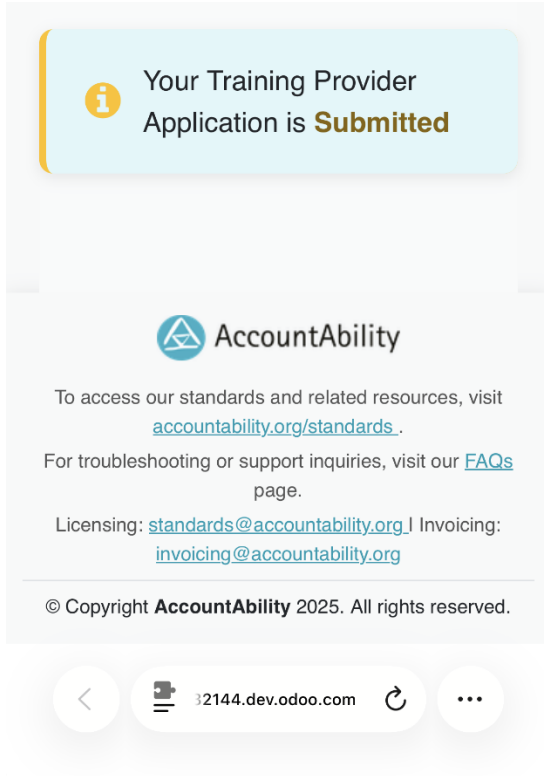 Your Training Provider
Application is Submitted
AccountAbility
To access our standards and related resources, visit
accountability.org/standards .
For troubleshooting or support inquiries, visit our FAQs
page.
Licensing: standards@accountability.org | Invoicing:
invoicing@accountability.org
© Copyright AccountAbility 2025. All rights reserved.
32144.dev.odoo.com